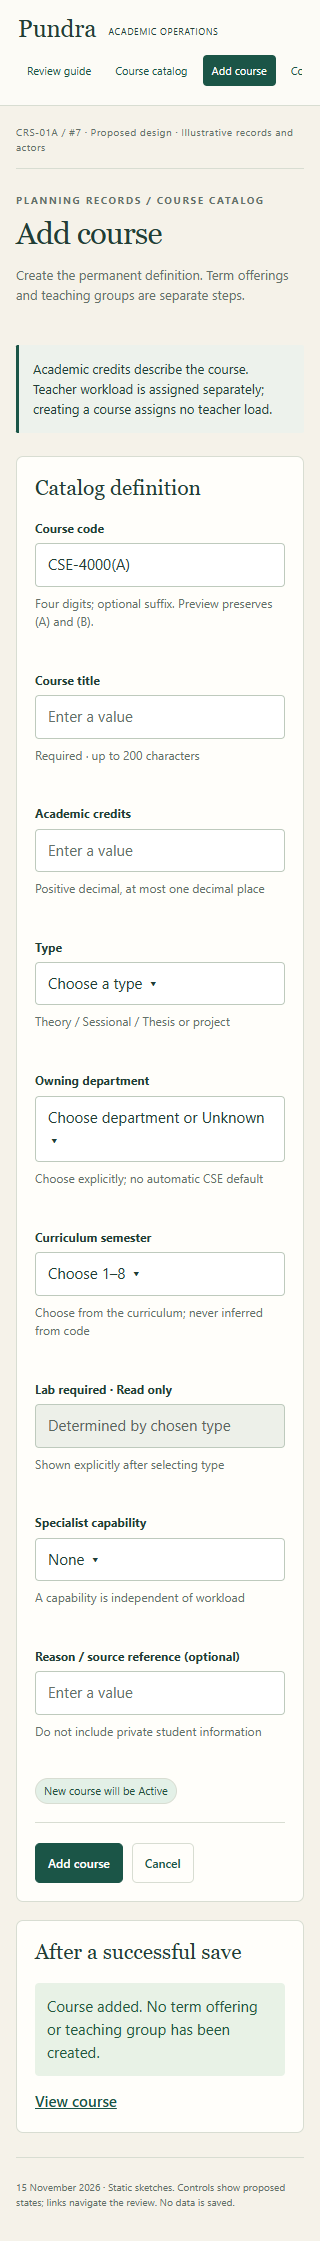 Pundra ACADEMIC OPERATIONS
Review guide Course catalog Add course Co
CRS-01A / #7 · Proposed design · Illustrative records and
actors
PLANNING RECORDS / COURSE CATALOG
Add course
Create the permanent definition. Term offerings
and teaching groups are separate steps.
Academic credits describe the course.
Teacher workload is assigned separately;
creating a course assigns no teacher load.
Catalog definition
Course code
CSE-4000(A)
Four digits; optional suffix. Preview preserves
(A) and (B).
Course title
Enter a value
Required · up to 200 characters
Academic credits
Enter a value
Positive decimal, at most one decimal place
Type
Choose a type ▾
Theory / Sessional / Thesis or project
Owning department
Choose department or Unknown
▾
Choose explicitly; no automatic CSE default
Curriculum semester
Choose 1–8 ▾
Choose from the curriculum; never inferred
from code
Lab required · Read only
Determined by chosen type
Shown explicitly after selecting type
Specialist capability
None ▾
A capability is independent of workload
Reason / source reference (optional)
Enter a value
Do not include private student information
New course will be Active
Add course Cancel
After a successful save
Course added. No term offering
or teaching group has been
created.
View course
15 November 2026 · Static sketches. Controls show proposed
states; links navigate the review. No data is saved.